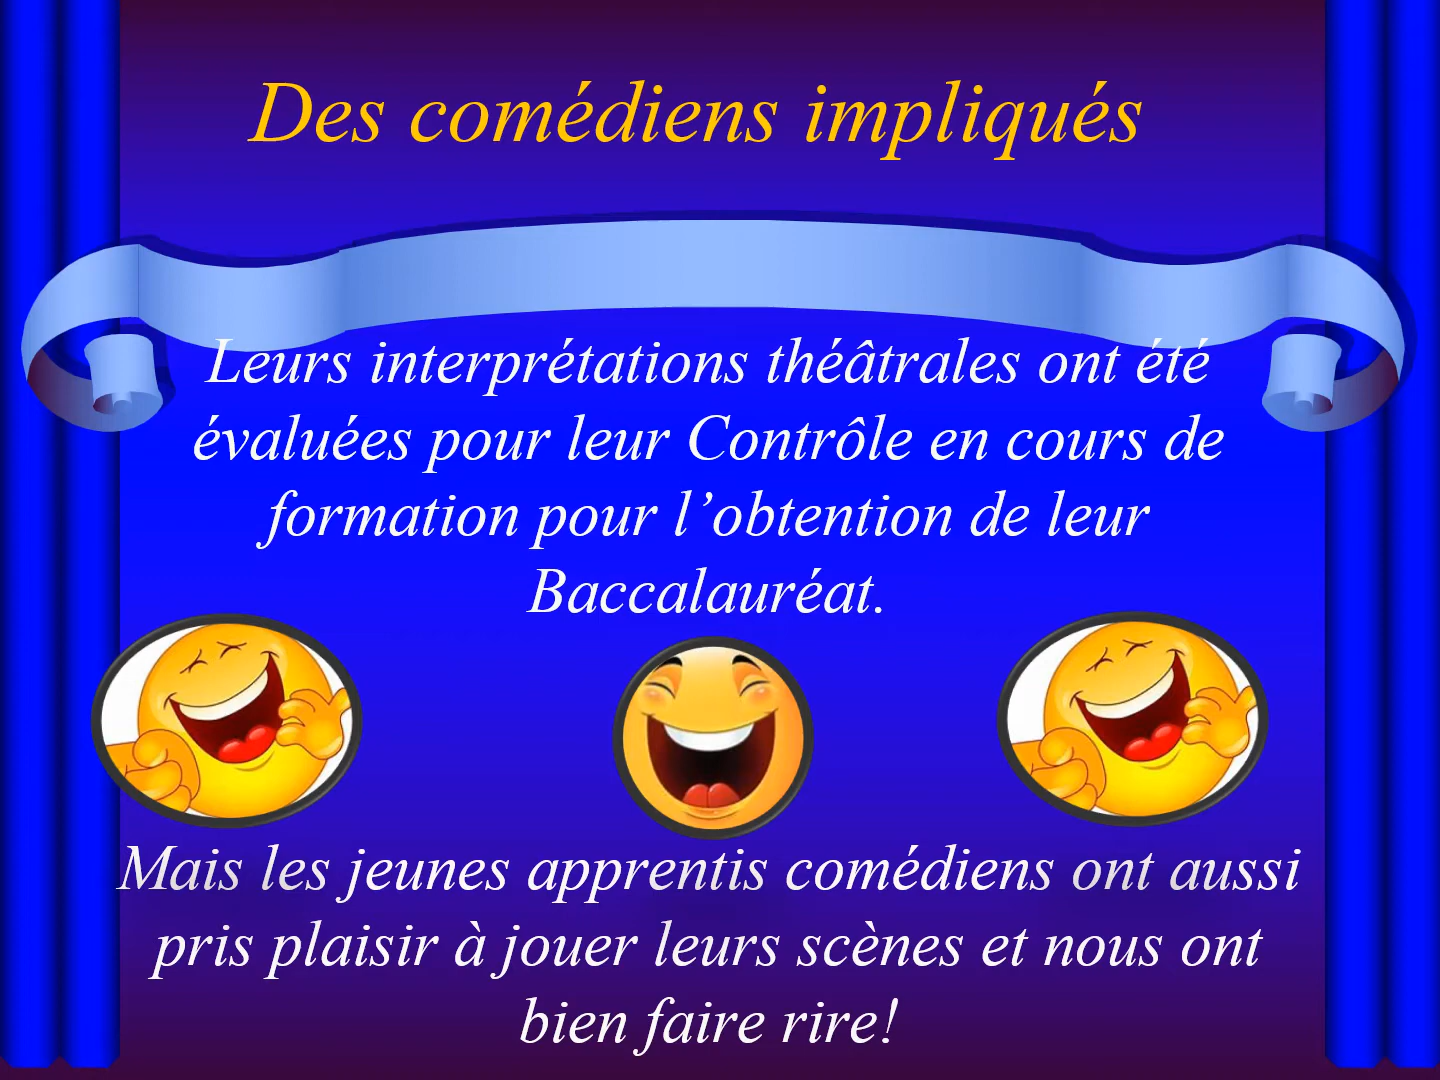 Des comédiens impliqués
Leurs interprétations théâtrales ont été
évaluées pour leur Contrôle en cours de
formation pour l’obtention de leur
Baccalauréat.
Mais les jeunes apprentis comédiens ont aussi
pris plaisir à jouer leurs scènes et nous ont
bien faire rire!